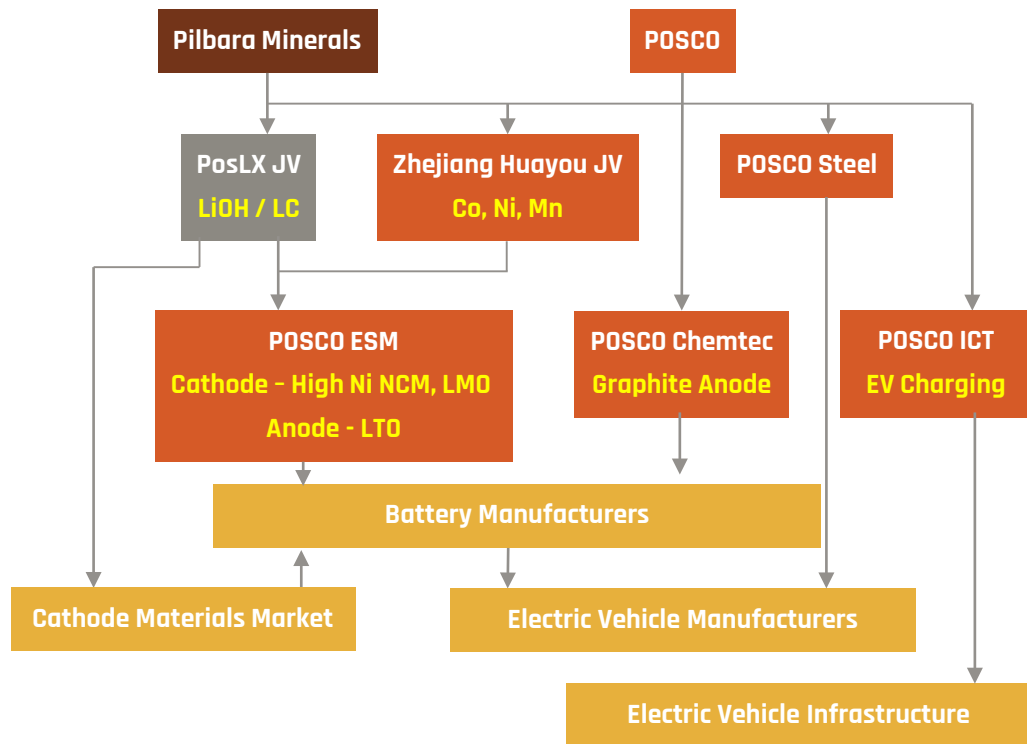 Pilbara Minerals
POSCO
PosLX JV
LiOH / LC
Zhejiang Huayou JV
Co, Ni, Mn
POSCO Steel
POSCO ESM
Cathode – High Ni NCM, LMO
Anode - LTO
POSCO Chemtec
Graphite Anode
POSCO ICT
EV Charging
Battery Manufacturers
Cathode Materials Market
Electric Vehicle Manufacturers
Electric Vehicle Infrastructure